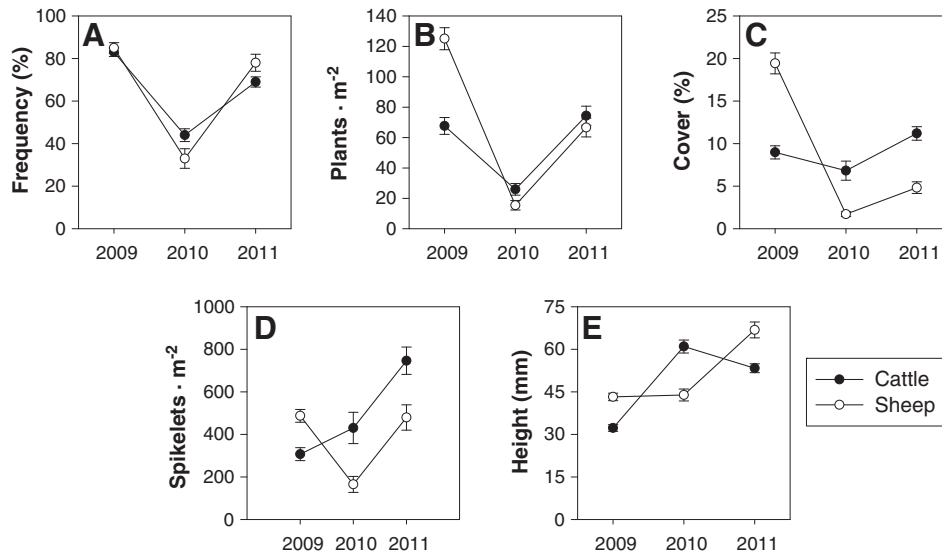 A
Frequency (%)
100
80
60
40
20
0
2009 2010 2011
B
Plants · m⁻²
140
120
100
80
60
40
20
0
2009 2010 2011
C
Cover (%)
25
20
15
10
5
0
2009 2010 2011
D
Spikelets · m⁻²
1000
800
600
400
200
0
2009 2010 2011
E
Height (mm)
75
60
45
30
15
0
2009 2010 2011
Cattle
Sheep